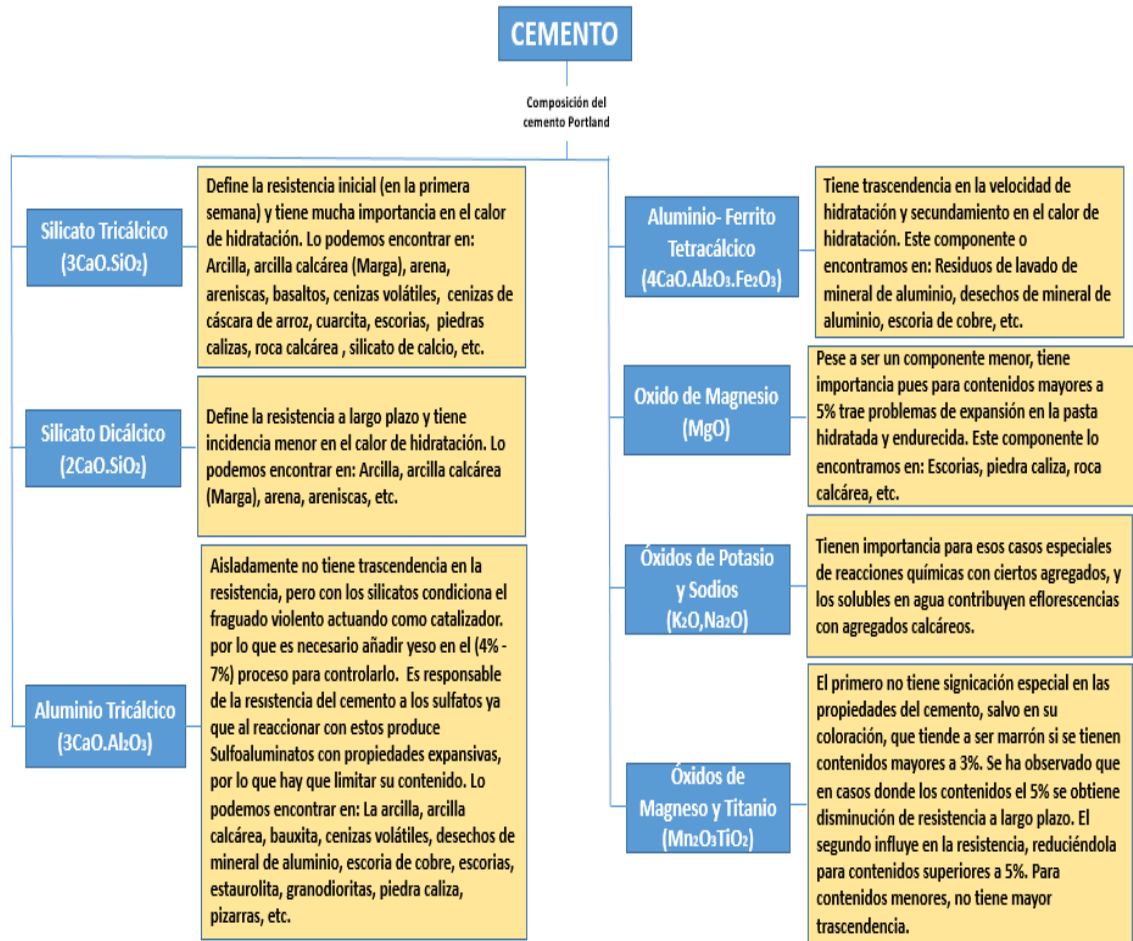 CEMENTO
Composición del
cemento Portland
Silicato Tricálcico
(3CaO.SiO₂)
Define la resistencia inicial (en la primera
semana) y tiene mucha importancia en el calor
de hidratación. Lo podemos encontrar en:
Arcilla, arcilla calcárea (Marga), arena,
areniscas, basaltos, cenizas volátiles, cenizas de
cáscara de arroz, cuarcita, escorias, piedras
calizas, roca calcárea , silicato de calcio, etc.
Silicato Dicálcico
(2CaO.SiO₂)
Define la resistencia a largo plazo y tiene
incidencia menor en el calor de hidratación. Lo
podemos encontrar en: Arcilla, arcilla calcárea
(Marga), arena, areniscas, etc.
Aluminio Tricálcico
(3CaO.Al₂O₃)
Aisladamente no tiene trascendencia en la
resistencia, pero con los silicatos condiciona el
fraguado violento actuando como catalizador.
por lo que es necesario añadir yeso en el (4% -
7%) proceso para controlarlo. Es responsable
de la resistencia del cemento a los sulfatos ya
que al reaccionar con estos produce
Sulfoaluminatos con propiedades expansivas,
por lo que hay que limitar su contenido. Lo
podemos encontrar en: La arcilla, arcilla
calcárea, bauxita, cenizas volátiles, desechos de
mineral de aluminio, escoria de cobre, escorias,
estaurolita, granodioritas, piedra caliza,
pizarras, etc.
Aluminio- Ferrito
Tetracálcico
(4CaO.Al₂O₃.Fe₂O₃)
Tiene trascendencia en la velocidad de
hidratación y secundamiento en el calor de
hidratación. Este componente o
encontramos en: Residuos de lavado de
mineral de aluminio, desechos de mineral de
aluminio, escoria de cobre, etc.
Oxido de Magnesio
(MgO)
Pese a ser un componente menor, tiene
importancia pues para contenidos mayores a
5% trae problemas de expansión en la pasta
hidratada y endurecida. Este componente lo
encontramos en: Escorias, piedra caliza, roca
calcárea, etc.
Óxidos de Potasio
y Sodios
(K₂O,Na₂O)
Tienen importancia para esos casos especiales
de reacciones químicas con ciertos agregados, y
los solubles en agua contribuyen eflorescencias
con agregados calcáreos.
Óxidos de
Magneso y Titanio
(Mn₂O₃TiO₂)
El primero no tiene signicación especial en las
propiedades del cemento, salvo en su
coloración, que tiende a ser marrón si se tienen
contenidos mayores a 3%. Se ha observado que
en casos donde los contenidos el 5% se obtiene
disminución de resistencia a largo plazo. El
segundo influye en la resistencia, reduciéndola
para contenidos superiores a 5%. Para
contenidos menores, no tiene mayor
trascendencia.